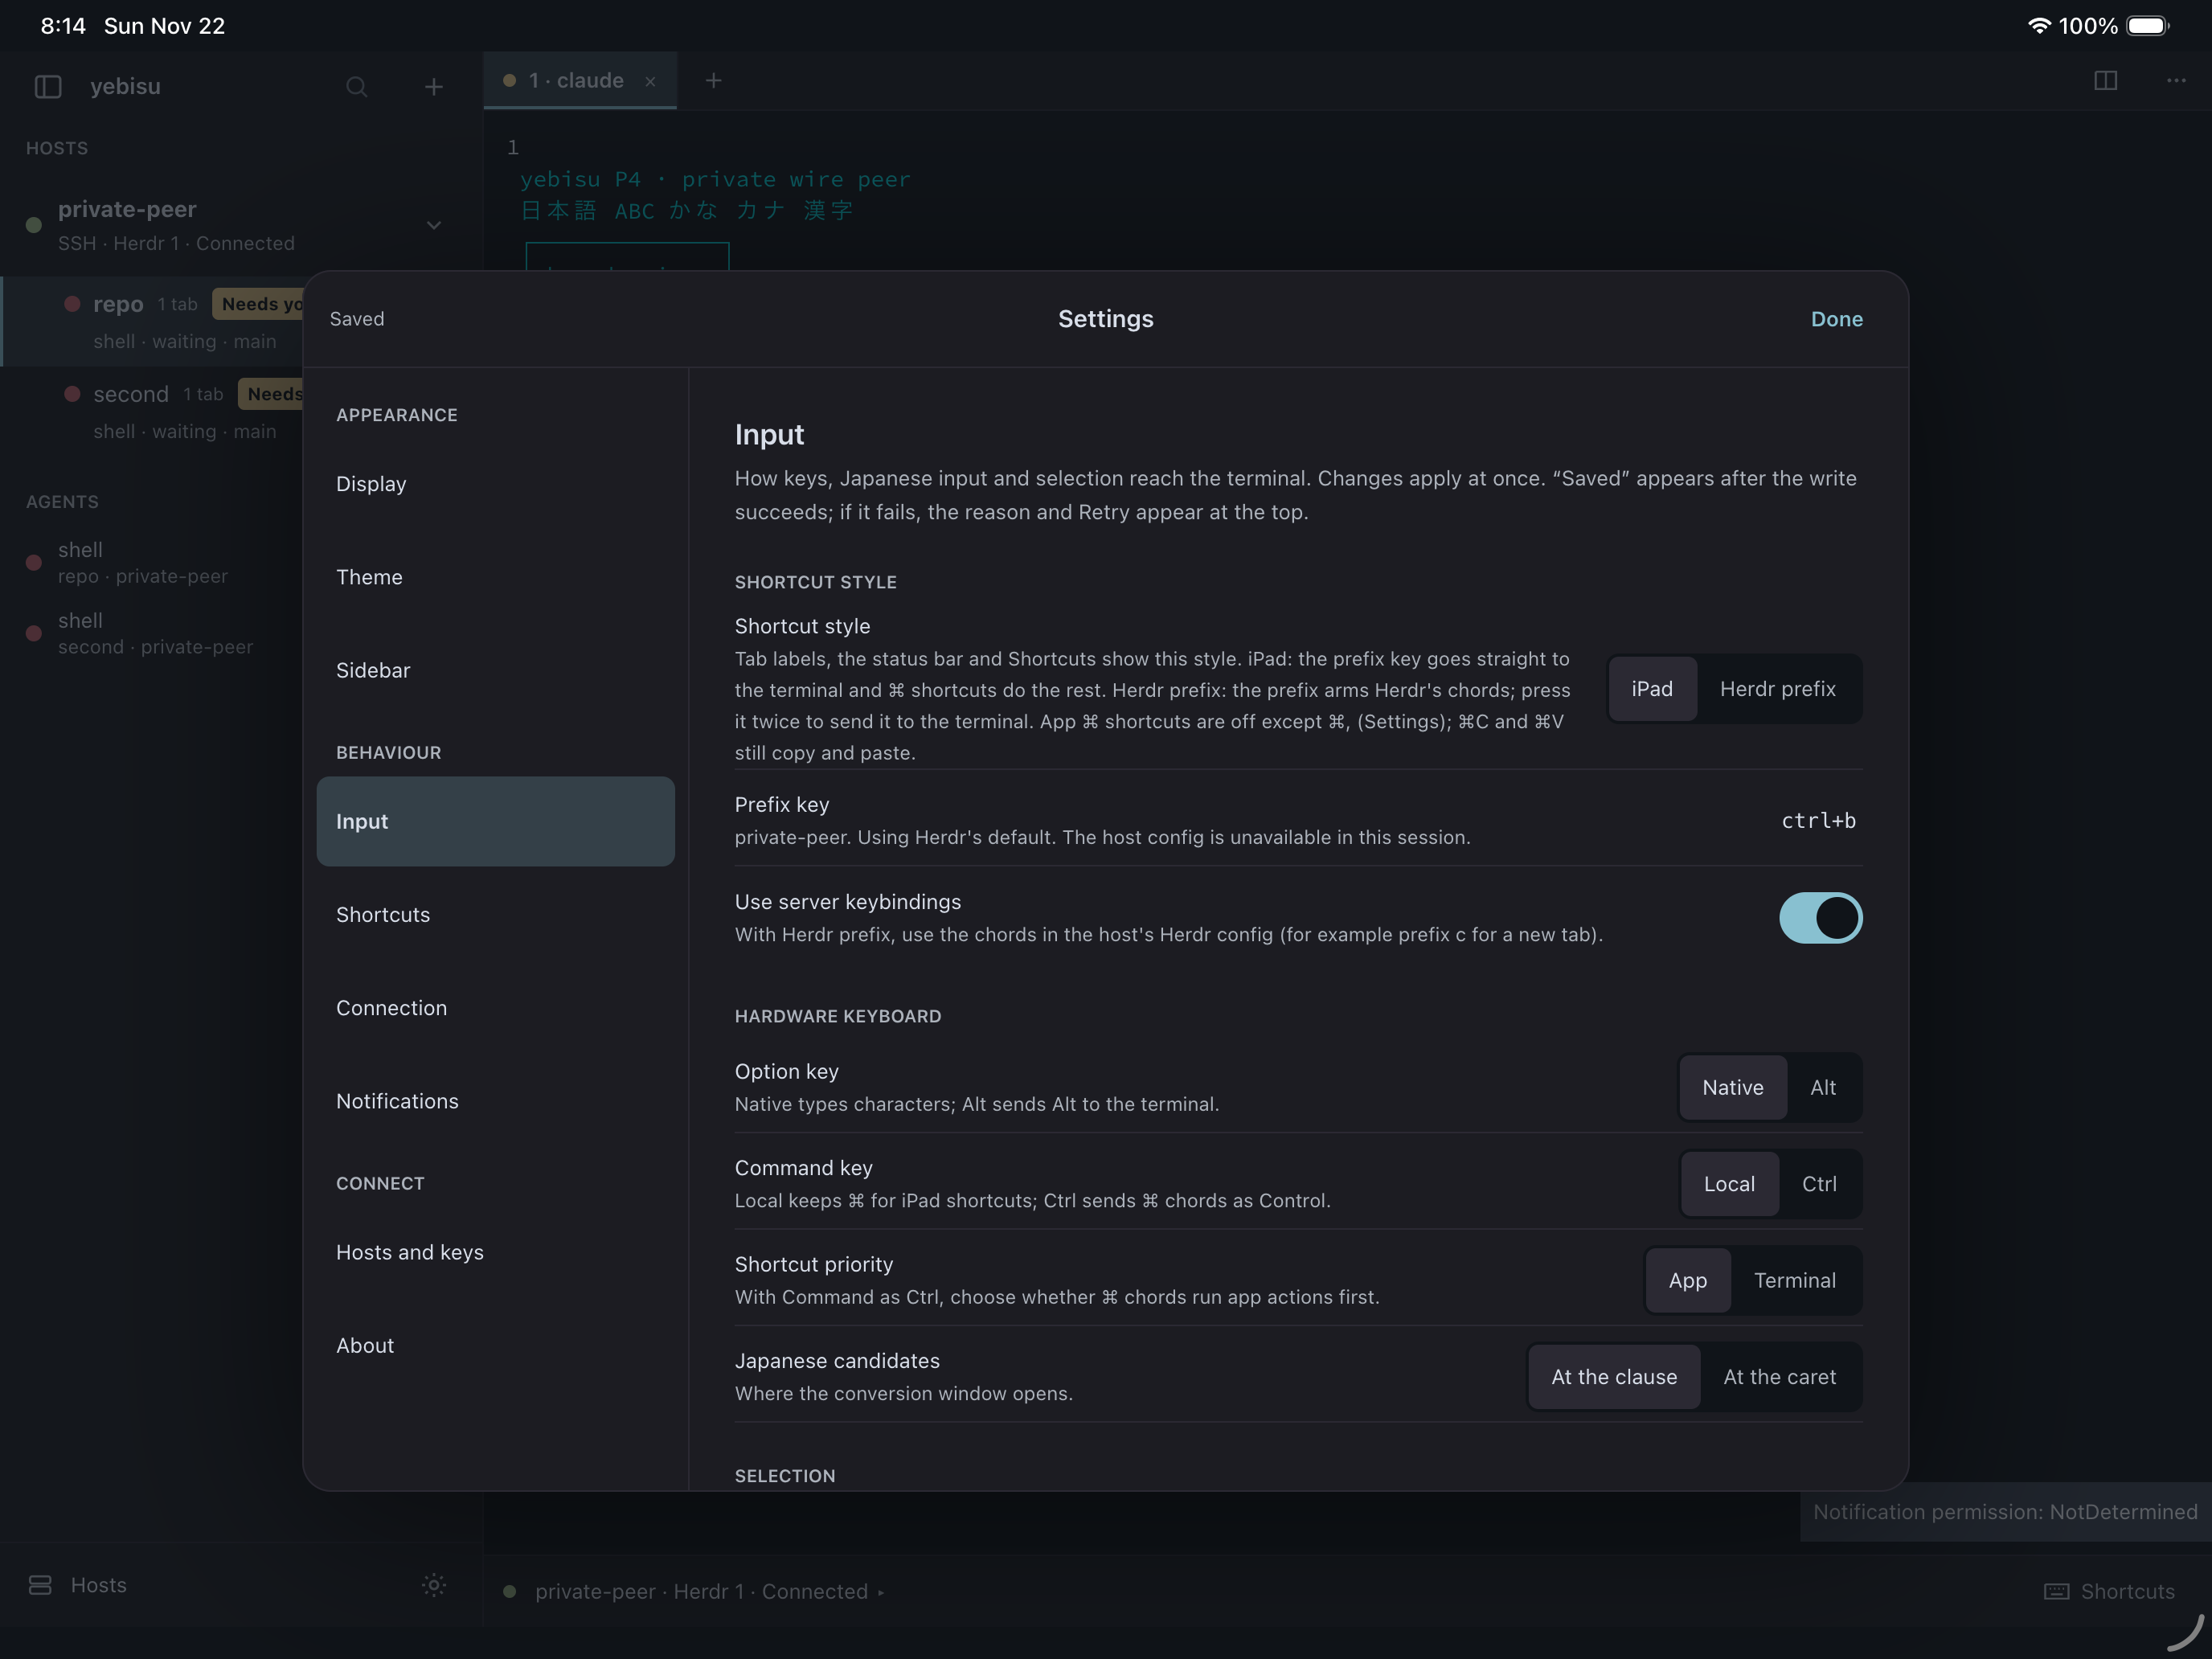 8:14 Sun Nov 22
100%
yebisu
1 · claude ×
HOSTS
private-peer
SSH · Herdr 1 · Connected
repo 1 tab Needs yo
shell · waiting · main
second 1 tab Needs
shell · waiting · main
AGENTS
shell
repo · private-peer
shell
second · private-peer
Hosts
1
yebisu P4 · private wire peer
日本語 ABC かな カナ 漢字
Saved
Settings
Done
APPEARANCE
Display
Theme
Sidebar
BEHAVIOUR
Input
Shortcuts
Connection
Notifications
CONNECT
Hosts and keys
About
Input
How keys, Japanese input and selection reach the terminal. Changes apply at once. “Saved” appears after the write
succeeds; if it fails, the reason and Retry appear at the top.
SHORTCUT STYLE
Shortcut style
Tab labels, the status bar and Shortcuts show this style. iPad: the prefix key goes straight to
the terminal and ⌘ shortcuts do the rest. Herdr prefix: the prefix arms Herdr's chords; press
it twice to send it to the terminal. App ⌘ shortcuts are off except ⌘, (Settings); ⌘C and ⌘V
still copy and paste.
iPad Herdr prefix
Prefix key
private-peer. Using Herdr's default. The host config is unavailable in this session.
ctrl+b
Use server keybindings
With Herdr prefix, use the chords in the host's Herdr config (for example prefix c for a new tab).
HARDWARE KEYBOARD
Option key
Native types characters; Alt sends Alt to the terminal.
Native Alt
Command key
Local keeps ⌘ for iPad shortcuts; Ctrl sends ⌘ chords as Control.
Local Ctrl
Shortcut priority
With Command as Ctrl, choose whether ⌘ chords run app actions first.
App Terminal
Japanese candidates
Where the conversion window opens.
At the clause At the caret
SELECTION
Notification permission: NotDetermined
private-peer · Herdr 1 · Connected ▸
Shortcuts